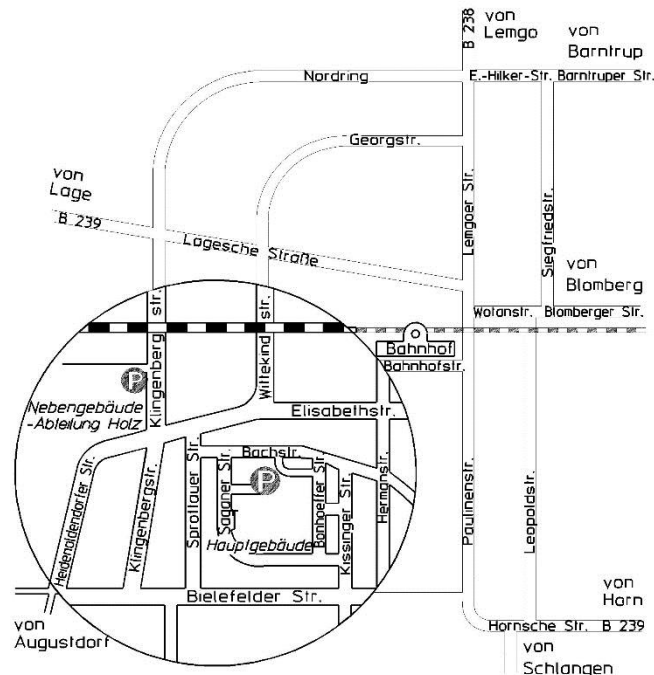 von
Lemgo
B 238
von
Barntrup
Nordring
E.-Hilker-Str.
Barntruper Str.
Georgstr.
von
Lage
B 239
Lagesche Straße
Lemgoer Str.
Siegfriedstr.
von
Blomberg
Wolanstr.
Blomberger Str.
Klingenberg str.
Wittekind str.
Bahnhof
Bahnhofstr.
P
Nebengebäude
-Abteilung Holz
Elisabethstr.
Bachstr.
P
Heidenoldendorfer Str.
Klingenbergstr.
Sprottauer Str.
Saganer Str.
Hauptgebäude
Bonhoeffer Str.
Kissinger Str.
Hermanstr.
Paulinenstr.
Leopoldstr.
Bielefelder Str.
von
Augustdorf
von
Horn
Hornsche Str.
B 239
von
Schlangen